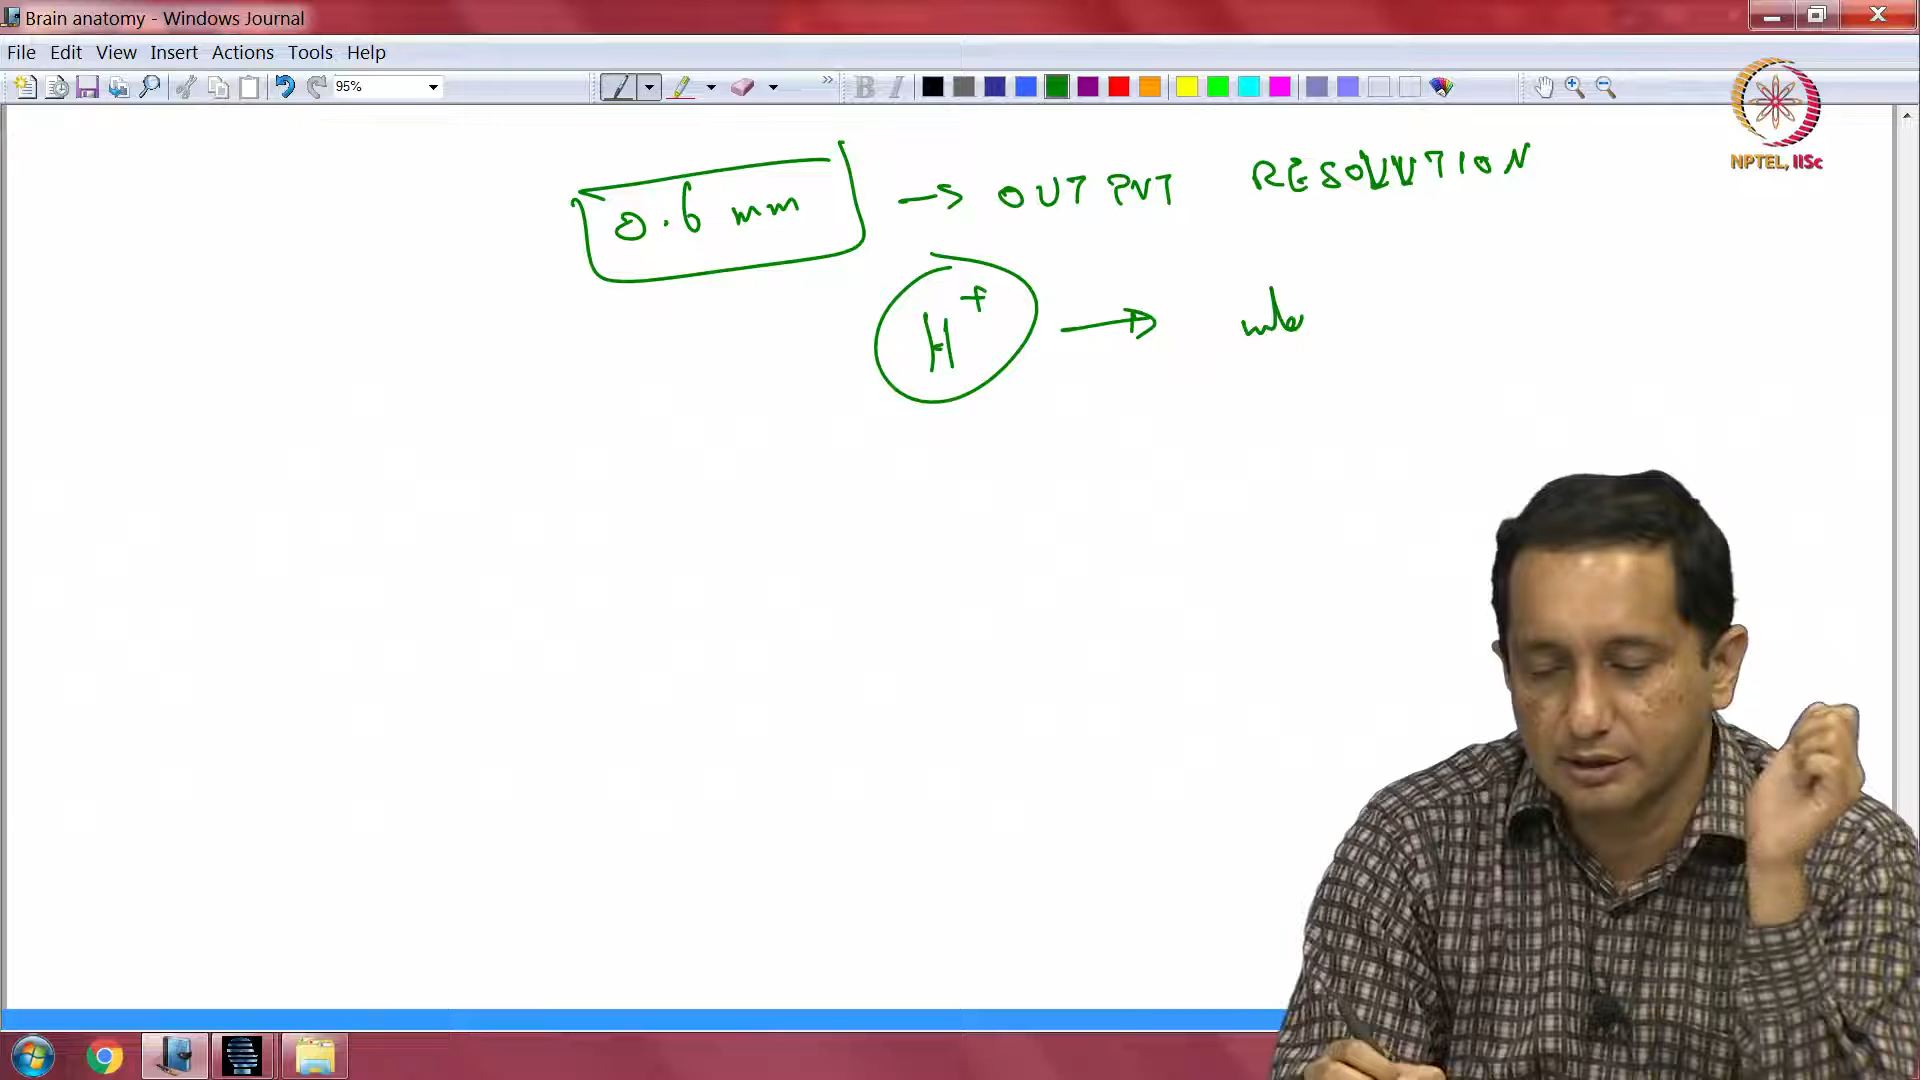 Brain anatomy - Windows Journal
File Edit View Insert Actions Tools Help
95%
B I
NPTEL, IISc
0.6 mm → OUTPUT RESOLUTION
H+ →